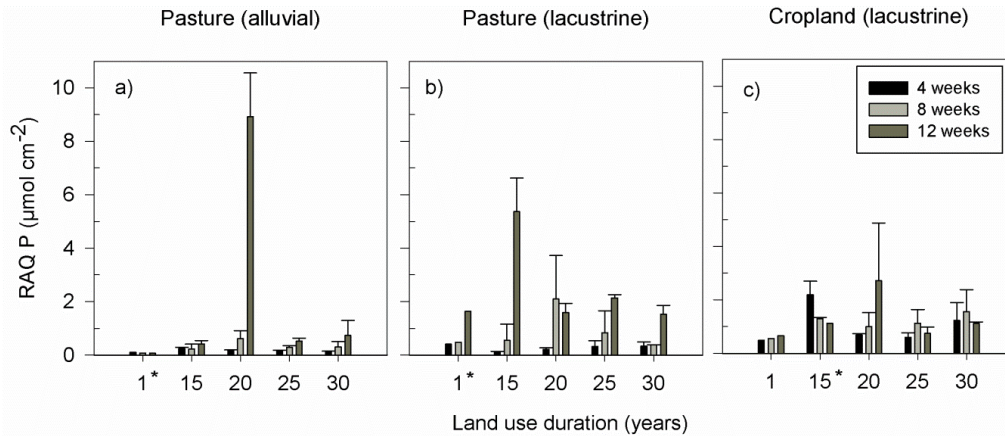 Pasture (alluvial) Pasture (lacustrine) Cropland (lacustrine)
a) b) c)
4 weeks
8 weeks
12 weeks
RAQ P (µmol cm⁻²)
10
8
6
4
2
0
1* 15 20 25 30 1* 15 20 25 30 1 15* 20 25 30
Land use duration (years)